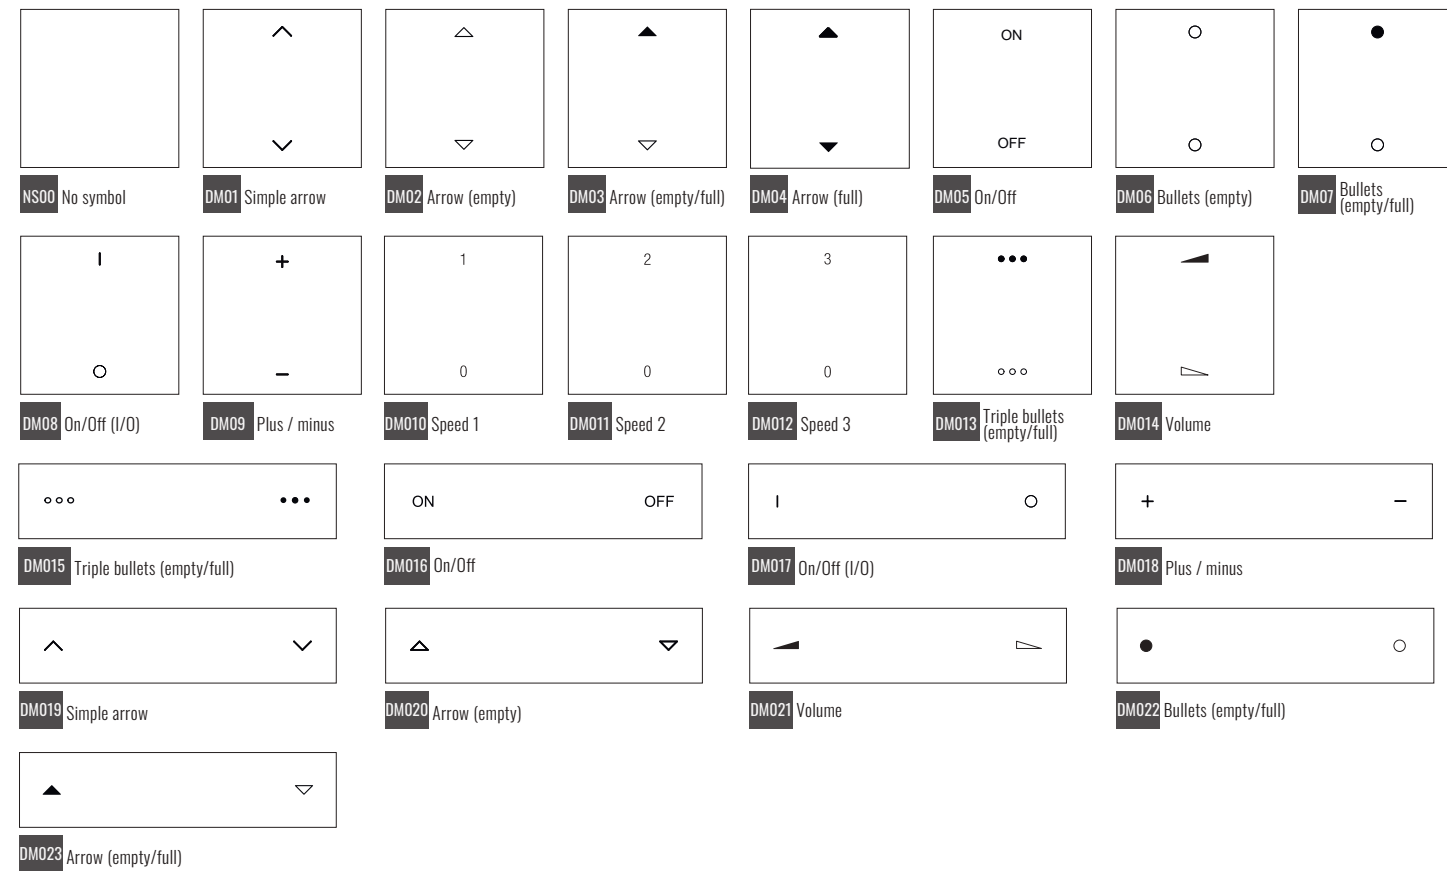 ON
OFF
NS00 No symbol
DM01 Simple arrow
DM02 Arrow (empty)
DM03 Arrow (empty/full)
DM04 Arrow (full)
DM05 On/Off
DM06 Bullets (empty)
DM07 Bullets
(empty/full)
I
O
+
–
1
0
2
0
3
0
DM08 On/Off (I/O)
DM09 Plus / minus
DM010 Speed 1
DM011 Speed 2
DM012 Speed 3
DM013 Triple bullets
(empty/full)
DM014 Volume
ON OFF
I O
+ –
DM015 Triple bullets (empty/full)
DM016 On/Off
DM017 On/Off (I/O)
DM018 Plus / minus
DM019 Simple arrow
DM020 Arrow (empty)
DM021 Volume
DM022 Bullets (empty/full)
DM023 Arrow (empty/full)